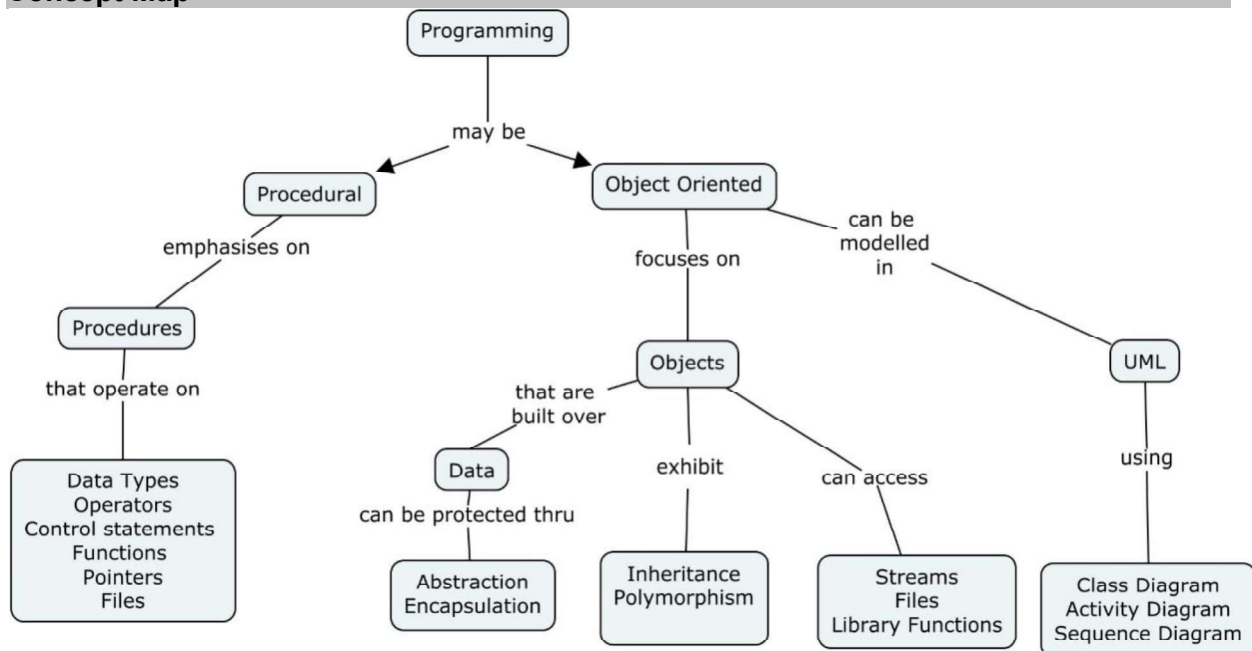 Concept Map
Programming
may be
Procedural
Object Oriented
emphasises on
focuses on
can be
modelled
in
Procedures
Objects
UML
that operate on
that are
built over
Data
exhibit
can access
using
can be protected thru
Data Types
Operators
Control statements
Functions
Pointers
Files
Abstraction
Encapsulation
Inheritance
Polymorphism
Streams
Files
Library Functions
Class Diagram
Activity Diagram
Sequence Diagram